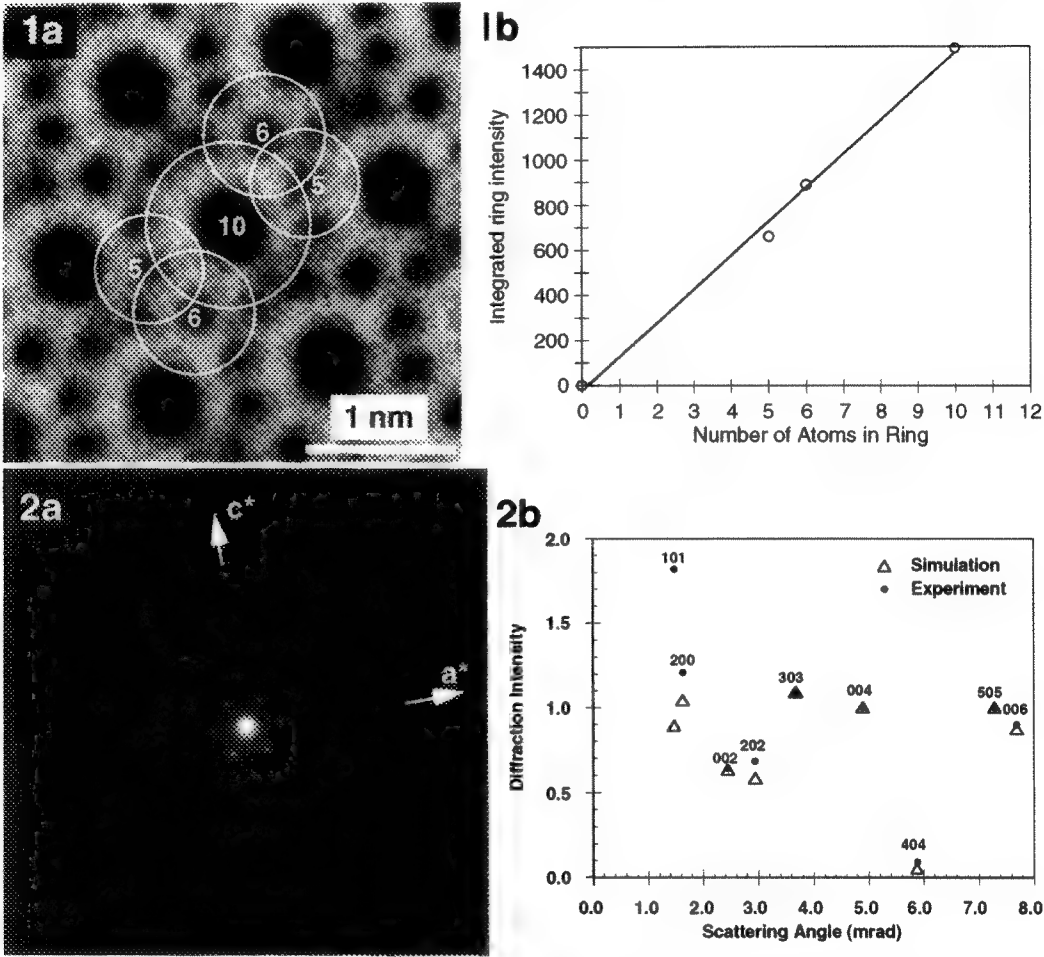 1a
6
5
10
5
6
1 nm
1b
Integrated ring intensity
1400
1200
1000
800
600
400
200
0
0 1 2 3 4 5 6 7 8 9 10 11 12
Number of Atoms in Ring
2a
c*
a*
2b
Diffraction Intensity
2.0
1.5
1.0
0.5
0.0
101
200
002
202
303
004
404
505
006
Simulation
Experiment
0.0 1.0 2.0 3.0 4.0 5.0 6.0 7.0 8.0
Scattering Angle (mrad)